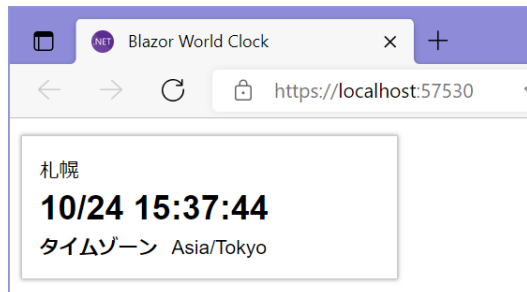 .NET Blazor World Clock
https://localhost:57530
札幌
10/24 15:37:44
タイムゾーン Asia/Tokyo